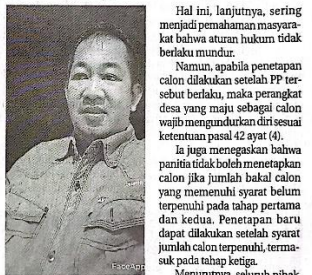 Hal ini, lanjutnya, sering
menjadi pemahaman masyara-
kat bahwa aturan hukum tidak
berlaku mundur.
Namun, apabila penetapan
calon dilakukan setelah PP ter-
sebut berlaku, maka perangkat
desa yang maju sebagai calon
wajib mengundurkan diri sesuai
ketentuan pasal 42 ayat (4).
Ia juga menegaskan bahwa
panitia tidak boleh menetapkan
calon jika jumlah bakal calon
yang memenuhi syarat belum
terpenuhi pada tahap pertama
dan kedua. Penetapan baru
dapat dilakukan setelah syarat
jumlah calon terpenuhi, terma-
suk pada tahap ketiga.
Menurutnya, seluruh pihak
FaceApp